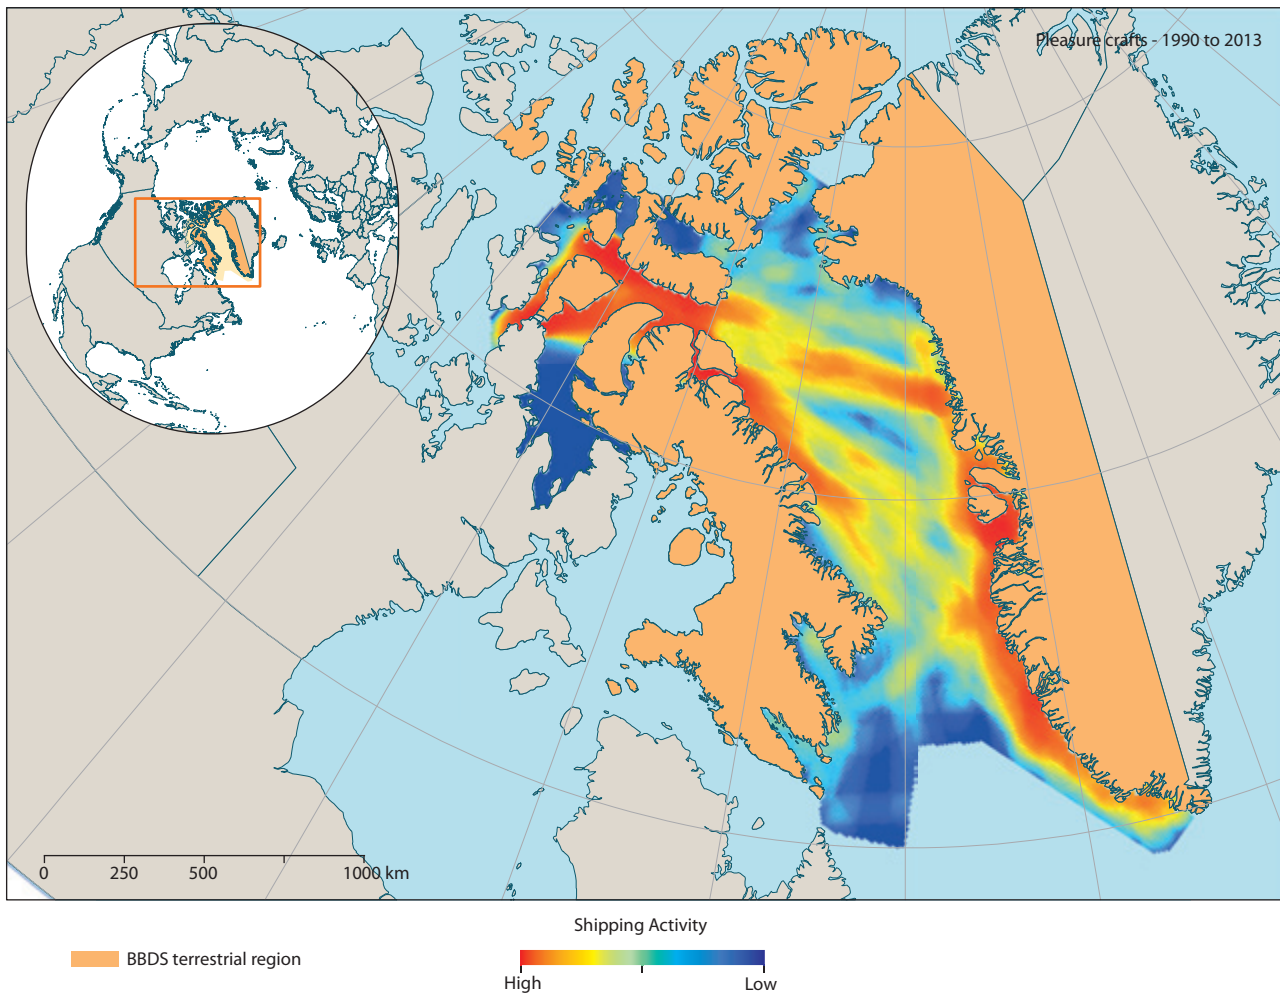 Pleasure crafts - 1990 to 2013
0 250 500 1000 km
Shipping Activity
BBDS terrestrial region
High Low